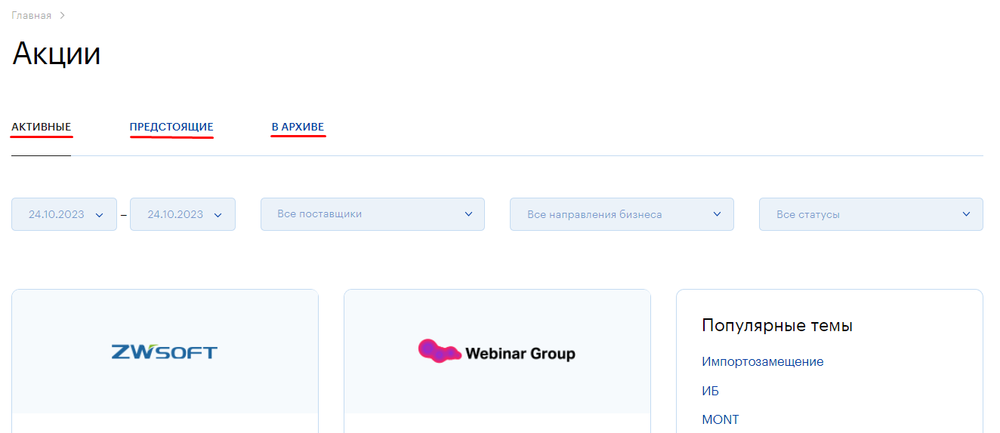 Главная
Акции
АКТИВНЫЕ ПРЕДСТОЯЩИЕ В АРХИВЕ
24.10.2023 – 24.10.2023 Все поставщики Все направления бизнеса Все статусы
ZWSOFT
Webinar Group
Популярные темы
Импортозамещение
ИБ
MONT